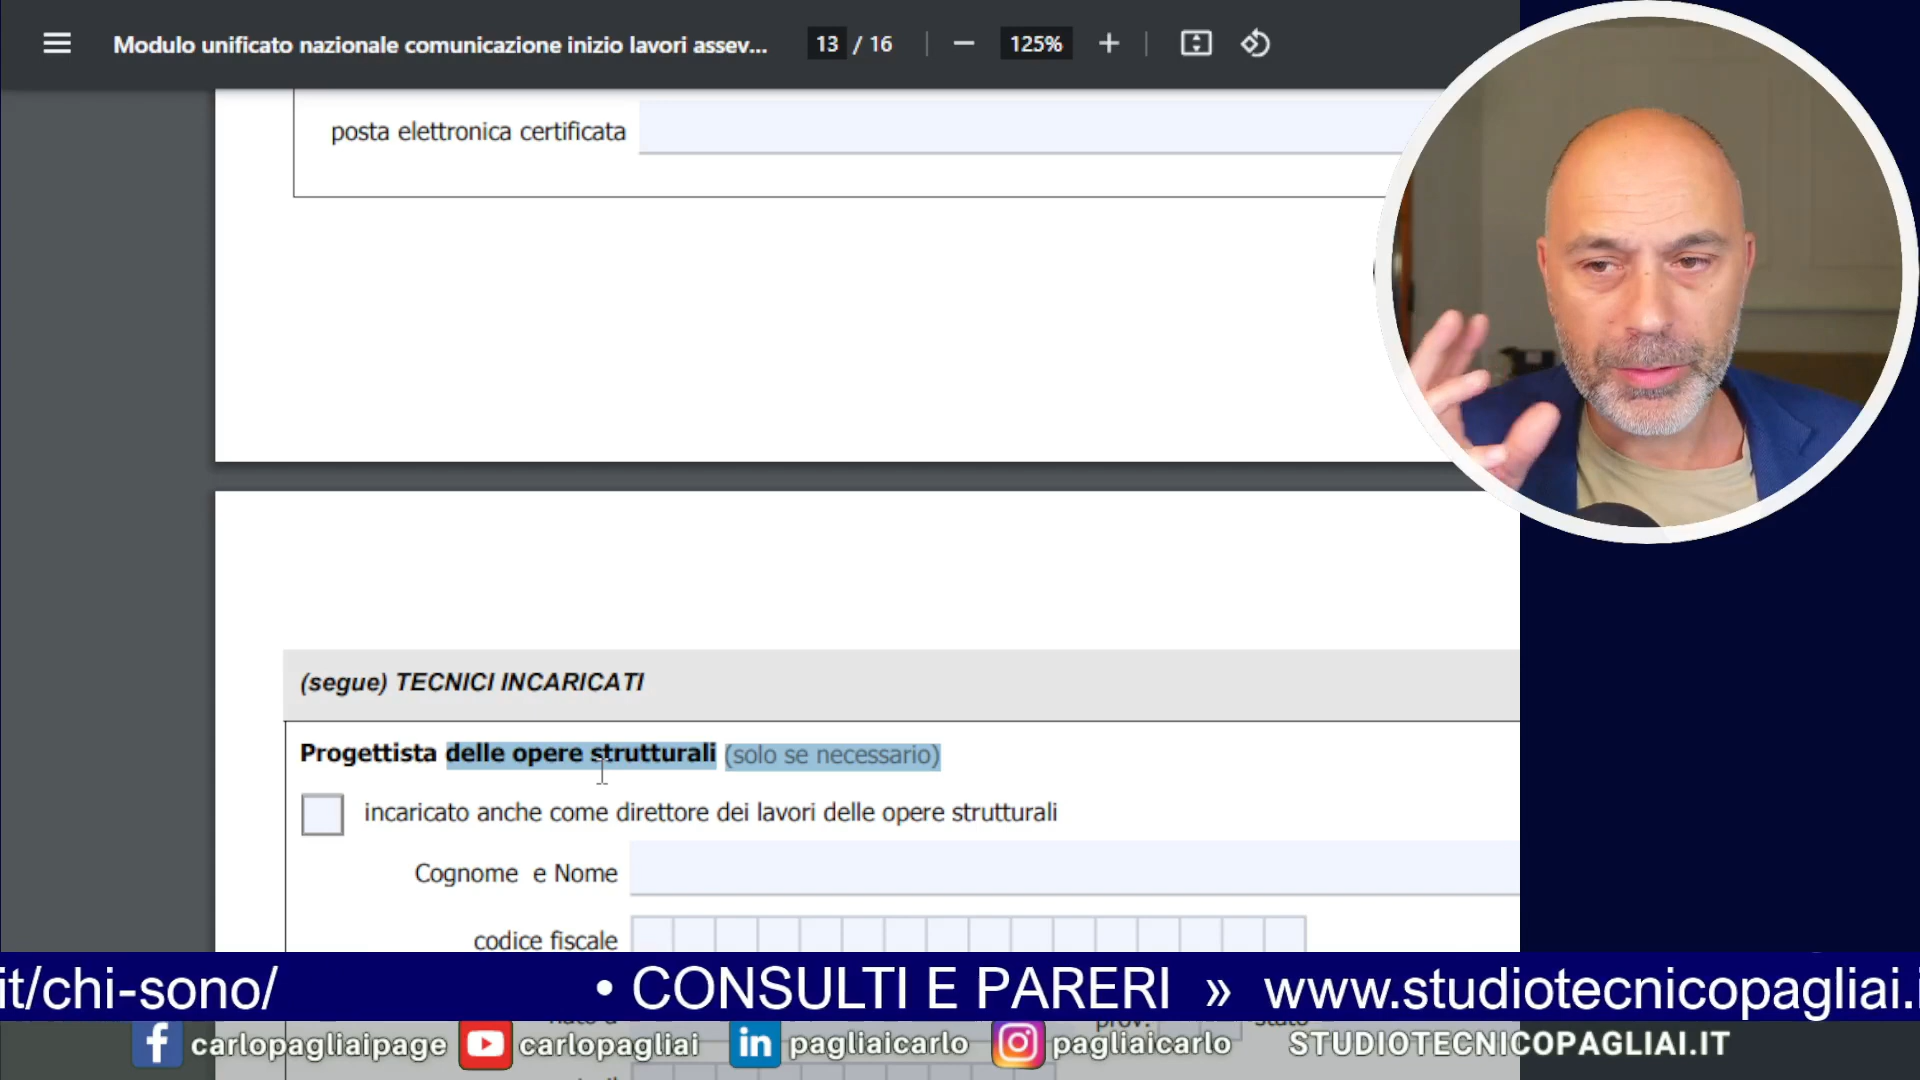 Modulo unificato nazionale comunicazione inizio lavori assev...
13 / 16
125%
posta elettronica certificata
(segue) TECNICI INCARICATI
Progettista delle opere strutturali (solo se necessario)
incaricato anche come direttore dei lavori delle opere strutturali
Cognome e Nome
codice fiscale
it/chi-sono/ • CONSULTI E PARERI » www.studiotecnicopagliai.i
prov. stato
carlopagliaipage carlopagliai pagliaicarlo pagliaicarlo STUDIOTECNICOPAGLIAI.IT